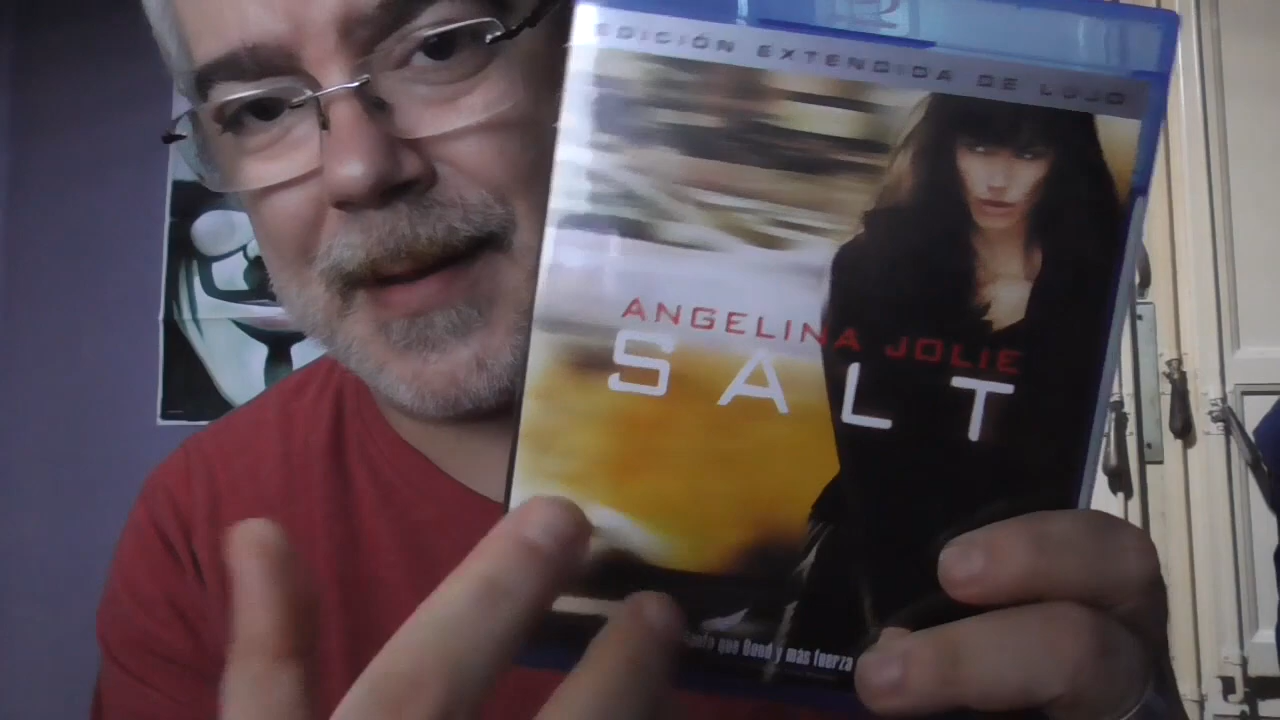 EDICIÓN EXTENDIDA DE LUJO
ANGELINA JOLIE
SALT
que Bond y más fuerza